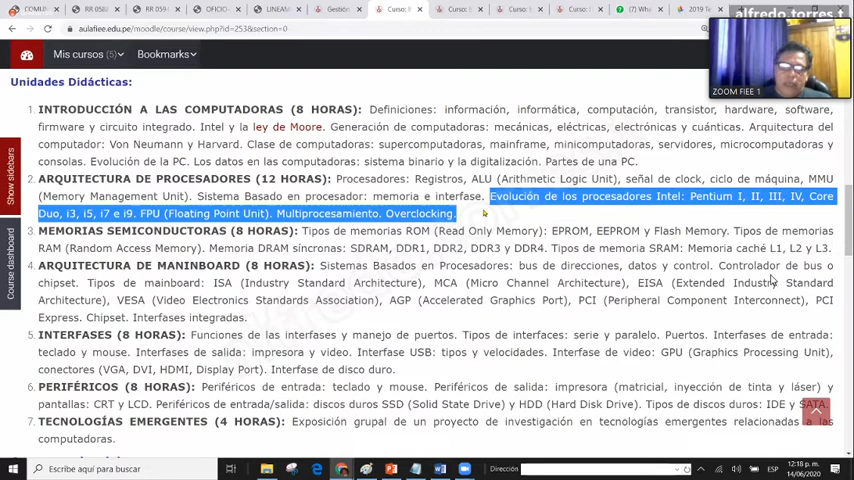 COMU
RR 058
RR 059
OFICIO
LINEAM
Gestión
Curso:
Curso: E
Curso:
Curso:
(7) Wha
2019 Te
alfredo torres t
aulafiee.edu.pe/moodle/course/view.php?id=253&section=0
Mis cursos (5)
Bookmarks
ZOOM FIEE 1
Unidades Didácticas:
1. INTRODUCCIÓN A LAS COMPUTADORAS (8 HORAS): Definiciones: información, informática, computación, transistor, hardware, software,
firmware y circuito integrado. Intel y la ley de Moore. Generación de computadoras: mecánicas, eléctricas, electrónicas y cuánticas. Arquitectura del
computador: Von Neumann y Harvard. Clase de computadoras: supercomputadoras, mainframe, minicomputadoras, servidores, microcomputadoras y
consolas. Evolución de la PC. Los datos en las computadoras: sistema binario y la digitalización. Partes de una PC.
2. ARQUITECTURA DE PROCESADORES (12 HORAS): Procesadores: Registros, ALU (Arithmetic Logic Unit), señal de clock, ciclo de máquina, MMU
(Memory Management Unit). Sistema Basado en procesador: memoria e interfase. Evolución de los procesadores Intel: Pentium I, II, III, IV, Core
Duo, i3, i5, i7 e i9. FPU (Floating Point Unit). Multiprocesamiento. Overclocking.
3. MEMORIAS SEMICONDUCTORAS (8 HORAS): Tipos de memorias ROM (Read Only Memory): EPROM, EEPROM y Flash Memory. Tipos de memorias
RAM (Random Access Memory). Memoria DRAM síncronas: SDRAM, DDR1, DDR2, DDR3 y DDR4. Tipos de memoria SRAM: Memoria caché L1, L2 y L3.
4. ARQUITECTURA DE MANINBOARD (8 HORAS): Sistemas Basados en Procesadores: bus de direcciones, datos y control. Controlador de bus o
chipset. Tipos de mainboard: ISA (Industry Standard Architecture), MCA (Micro Channel Architecture), EISA (Extended Industry Standard
Architecture), VESA (Video Electronics Standards Association), AGP (Accelerated Graphics Port), PCI (Peripheral Component Interconnect), PCI
Express. Chipset. Interfases integradas.
5. INTERFASES (8 HORAS): Funciones de la interfases y manejo de puertos. Tipos de interfases: serie y paralelo. Puertos. Interfases de entrada:
teclado y mouse. Interfases de salida: impresora y video. Interfase USB: tipos y velocidades. Interfase de video: GPU (Graphics Processing Unit),
conectores (VGA, DVI, HDMI, Display Port). Interfase de disco duro.
6. PERIFÉRICOS (8 HORAS): Periféricos de entrada: teclado y mouse. Periféricos de salida: impresora (matricial, inyección de tinta y láser) y
pantallas: CRT y LCD. Periféricos de entrada/salida: discos duros SSD (Solid State Drive) y HDD (Hard Disk Drive). Tipos de discos duros: IDE y SATA.
7. TECNOLOGÍAS EMERGENTES (4 HORAS): Exposición grupal de un proyecto de investigación en tecnologías emergentes relacionadas a las
computadoras.
Show sidebars
Course dashboard
Escribe aquí para buscar
Dirección
ESP
12:18 p. m.
14/06/2020